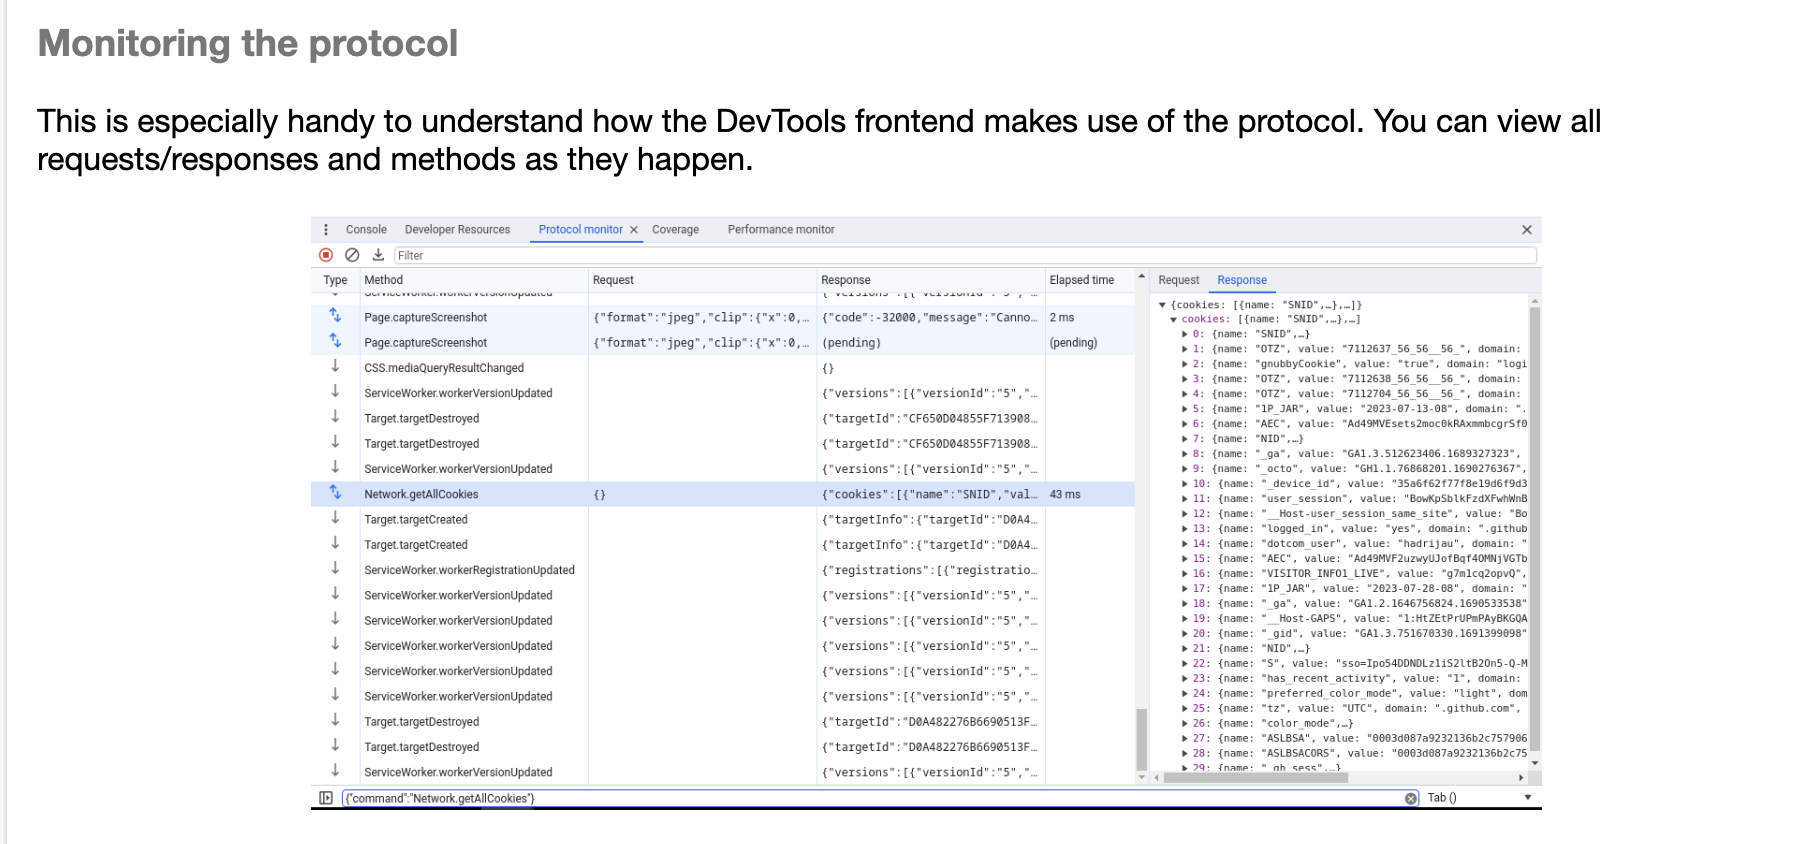 Monitoring the protocol
This is especially handy to understand how the DevTools frontend makes use of the protocol. You can view all
requests/responses and methods as they happen.
Console Developer Resources Protocol monitor Coverage Performance monitor
Filter
Type Method Request Response Elapsed time
ServiceWorker.workerVersionUpdated {"versions":[{"versionId":"5","…
Page.captureScreenshot {"format":"jpeg","clip":{"x":0,… {"code":-32000,"message":"Canno… 2 ms
Page.captureScreenshot {"format":"jpeg","clip":{"x":0,… (pending) (pending)
CSS.mediaQueryResultChanged {}
ServiceWorker.workerVersionUpdated {"versions":[{"versionId":"5","…
Target.targetDestroyed {"targetId":"CF650D04855F713908…
Target.targetDestroyed {"targetId":"CF650D04855F713908…
ServiceWorker.workerVersionUpdated {"versions":[{"versionId":"5","…
Network.getAllCookies {} {"cookies":[{"name":"SNID","val… 43 ms
Target.targetCreated {"targetInfo":{"targetId":"D0A4…
Target.targetCreated {"targetInfo":{"targetId":"D0A4…
ServiceWorker.workerRegistrationUpdated {"registrations":[{"registratio…
ServiceWorker.workerVersionUpdated {"versions":[{"versionId":"5","…
ServiceWorker.workerVersionUpdated {"versions":[{"versionId":"5","…
ServiceWorker.workerVersionUpdated {"versions":[{"versionId":"5","…
ServiceWorker.workerVersionUpdated {"versions":[{"versionId":"5","…
ServiceWorker.workerVersionUpdated {"versions":[{"versionId":"5","…
Target.targetDestroyed {"targetId":"D0A482276B6690513F…
Target.targetDestroyed {"targetId":"D0A482276B6690513F…
ServiceWorker.workerVersionUpdated {"versions":[{"versionId":"5","…
Request Response
{cookies: [{name: "SNID",…},…]}
cookies: [{name: "SNID",…},…]
0: {name: "SNID",…}
1: {name: "OTZ", value: "7112637_56_56__56_", domain:
2: {name: "gnubbyCookie", value: "true", domain: "logi
3: {name: "OTZ", value: "7112638_56_56__56_", domain:
4: {name: "OTZ", value: "7112704_56_56__56_", domain:
5: {name: "1P_JAR", value: "2023-07-13-08", domain: ".
6: {name: "AEC", value: "Ad49MVEsets2moc0kRAxmmbcgrSf0
7: {name: "NID",…}
8: {name: "_ga", value: "GA1.3.512623406.1689327323",
9: {name: "_octo", value: "GH1.1.76868201.1690276367",
10: {name: "_device_id", value: "35a6f62f77f8e19d6f9d3
11: {name: "user_session", value: "BowKpSblkFzdXFwhWnB
12: {name: "__Host-user_session_same_site", value: "Bo
13: {name: "logged_in", value: "yes", domain: ".github
14: {name: "dotcom_user", value: "hadrijau", domain: "
15: {name: "AEC", value: "Ad49MVF2uzwyUJofBqf4OMNjVGTb
16: {name: "VISITOR_INFO1_LIVE", value: "g7m1cq2opvQ",
17: {name: "1P_JAR", value: "2023-07-28-08", domain: "
18: {name: "_ga", value: "GA1.2.1646756824.1690533538"
19: {name: "__Host-GAPS", value: "1:HtZEtPrUPmPAyBKGQA
20: {name: "_gid", value: "GA1.3.751670330.1691399098"
21: {name: "NID",…}
22: {name: "S", value: "sso=Ipo54DDNDLz1iS2ltB2On5-Q-M
23: {name: "has_recent_activity", value: "1", domain:
24: {name: "preferred_color_mode", value: "light", dom
25: {name: "tz", value: "UTC", domain: ".github.com",
26: {name: "color_mode",…}
27: {name: "ASLBSA", value: "0003d087a9232136b2c757906
28: {name: "ASLBSACORS", value: "0003d087a9232136b2c75
29: {name: "_gh_sess",…}
{"command":"Network.getAllCookies"} Tab ()